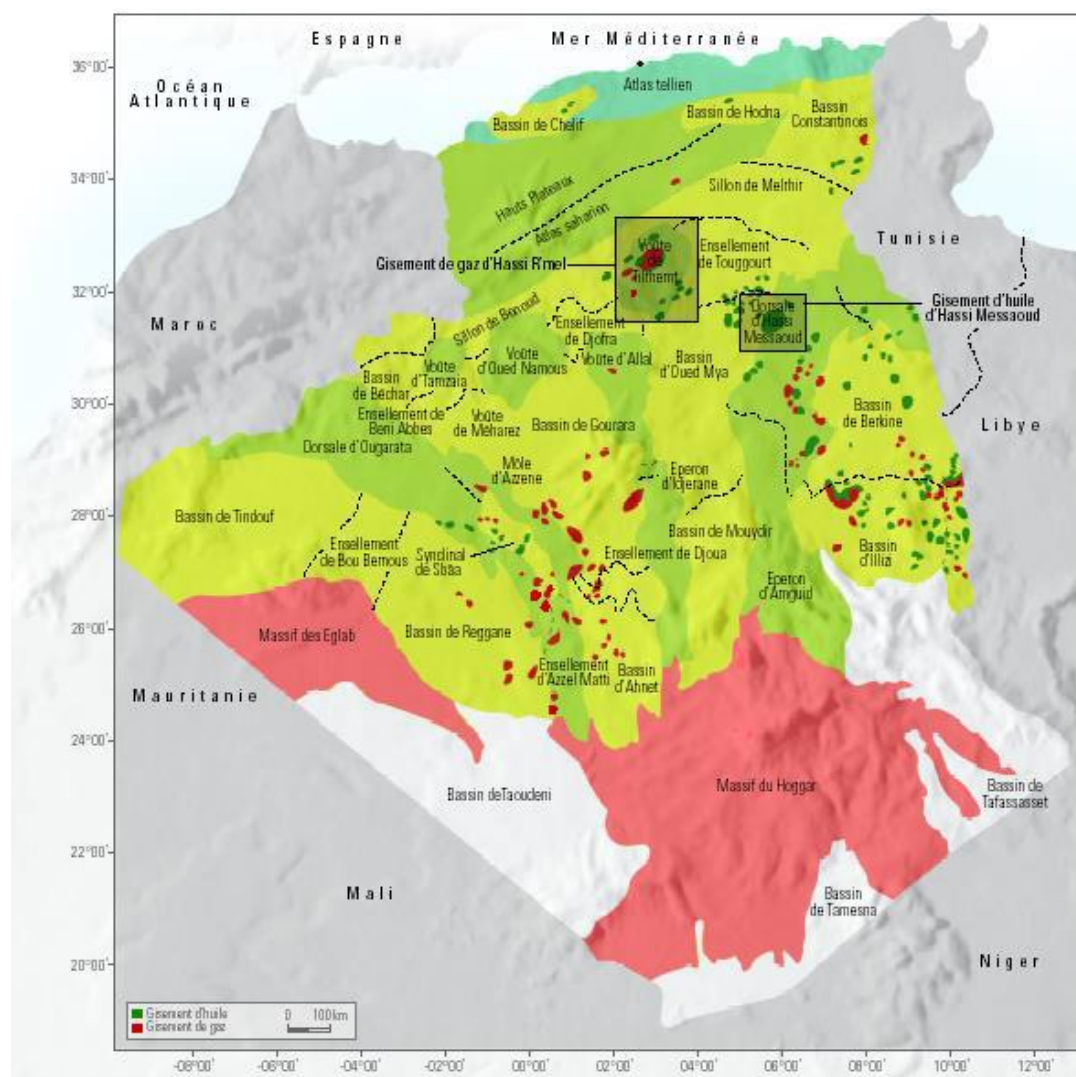 Espagne
Mer Méditerranée
Océan
Atlantique
Atlas tellien
Bassin de Chelif
Bassin de Hodna
Bassin
Constantinois
Hauts Plateaux
Atlas saharien
Sillon de Melrhir
Tunisie
Gisement de gaz d'Hassi R'mel
Voûte
de
Tilrhemt
Ensellement
de Touggourt
Gisement d'huile
d'Hassi Messaoud
Dorsale
d'Hassi
Messaoud
Maroc
Sillon de Benoud
Ensellement
de Djofra
Voûte d'Allal
Voûte
d'Oued Namous
Voûte
d'Tamzaia
Bassin
de Béchar
Bassin
d'Oued Mya
Ensellement de
Beni Abbes
Voûte
de Méharez
Bassin de Gourara
Bassin
de Berkine
Libye
Dorsale d'Ougarata
Môle
d'Azzene
Eperon
d'Idjerane
Bassin de Tindouf
Bassin de Mouydir
Ensellement
de Bou Bernous
Synclinal
de Sbâa
Ensellement de Djoua
Bassin
d'Illizi
Eperon
d'Amguid
Massif des Eglab
Bassin de Reggane
Ensellement
d'Azzel Matti
Bassin
d'Ahnet
Mauritanie
Bassin de Taoudeni
Massif du Hoggar
Bassin de
Tafassasset
Mali
Bassin
de Tamesna
Niger
Gisement d'huile
Gisement de gaz
0 100 km
36°00'
34°00'
32°00'
30°00'
28°00'
26°00'
24°00'
22°00'
20°00'
-08°00' -06°00' -04°00' -02°00' 00°00' 02°00' 04°00' 06°00' 08°00' 10°00' 12°00'